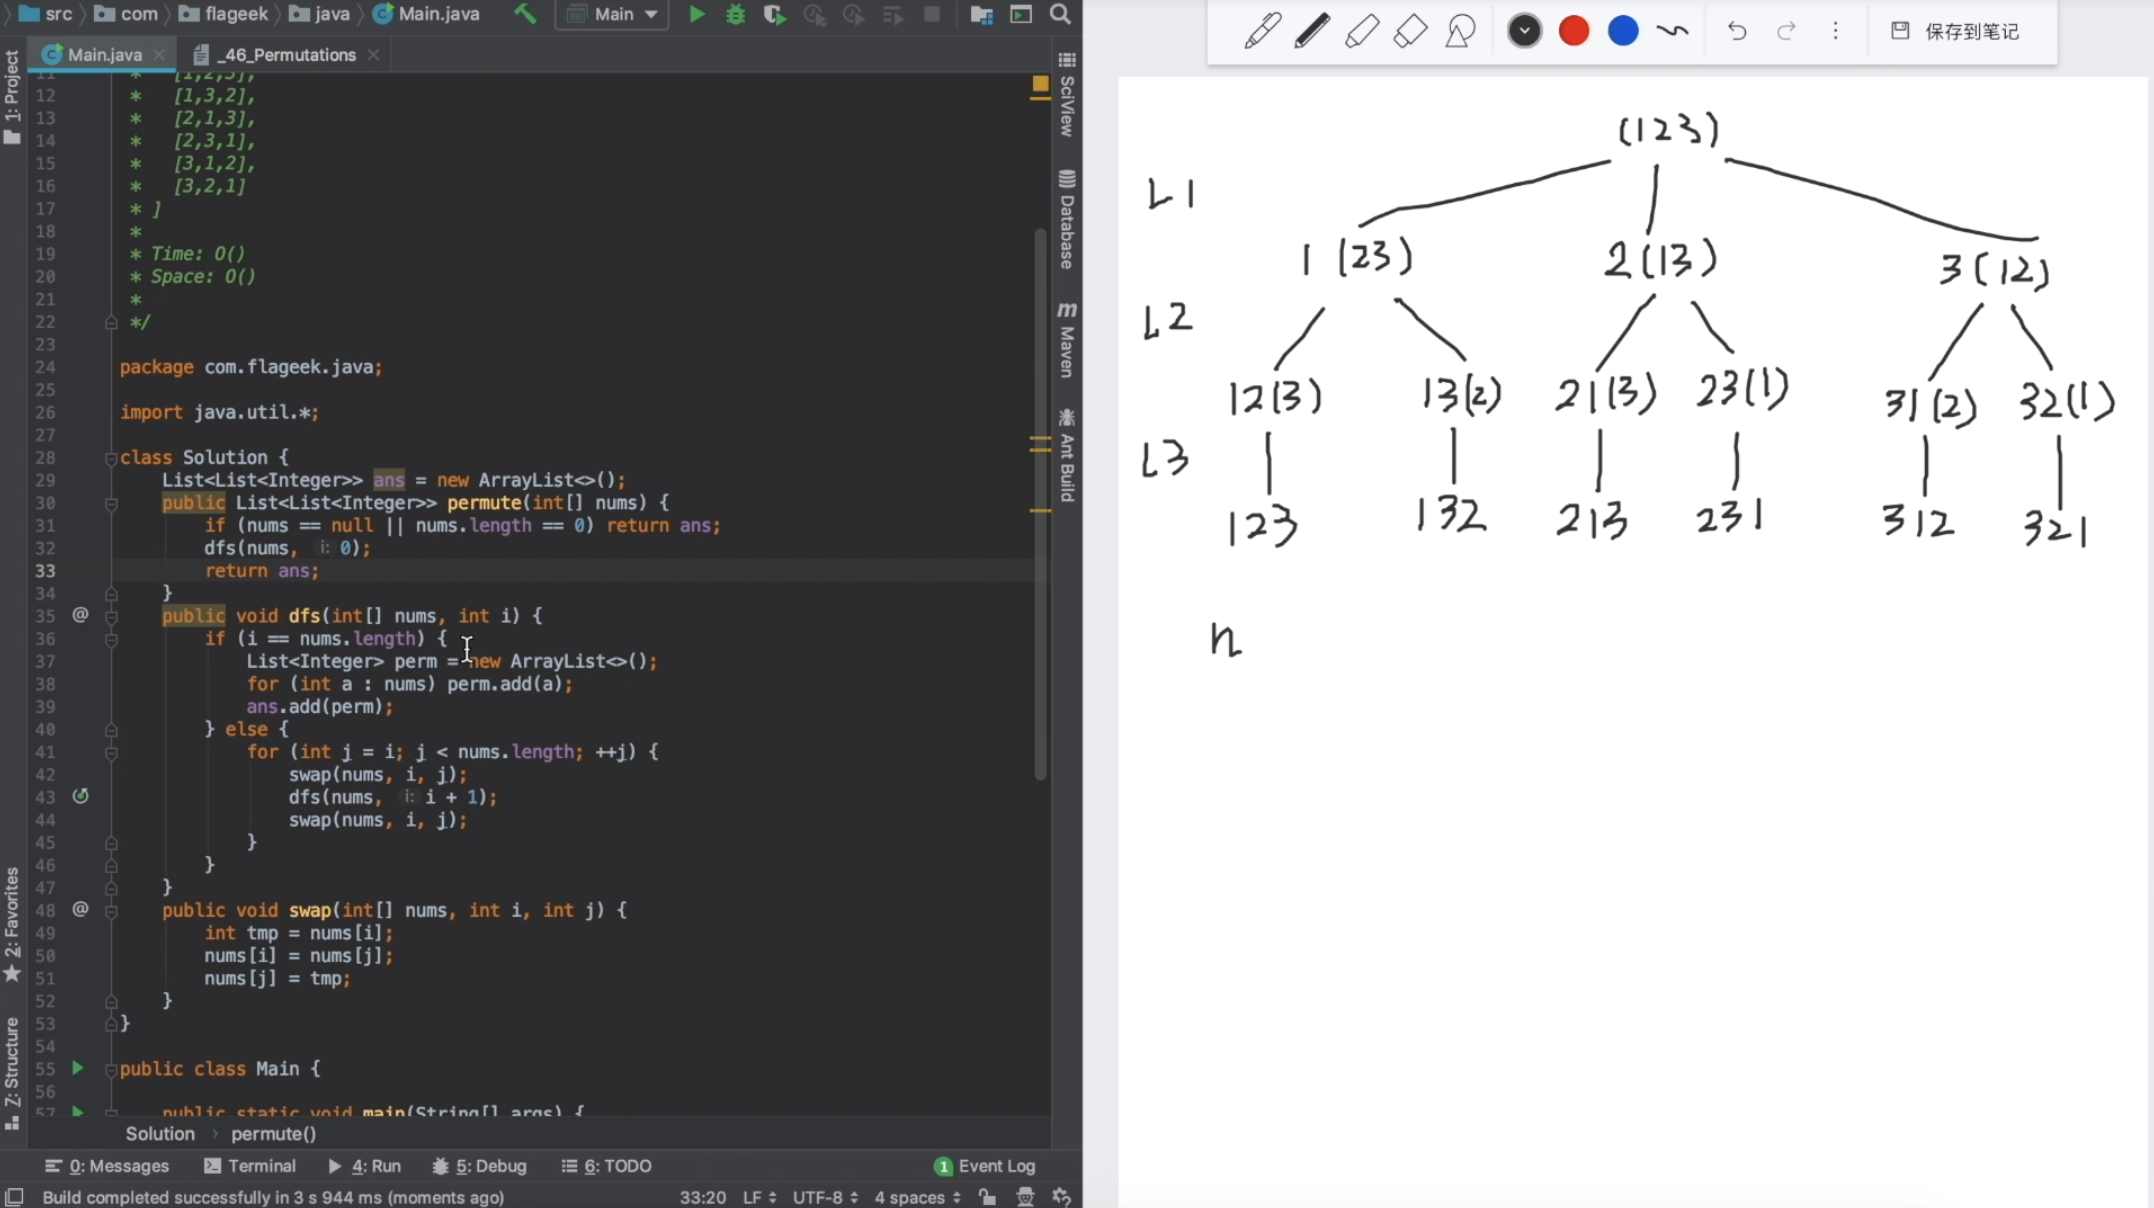 src com flageek java Main.java Main
Main.java _46_Permutations
1: Project
11 * [1,2,3],
12 * [1,3,2],
13 * [2,1,3],
14 * [2,3,1],
15 * [3,1,2],
16 * [3,2,1]
17 * ]
18 *
19 * Time: O()
20 * Space: O()
21 *
22 */
23
24 package com.flageek.java;
25
26 import java.util.*;
27
28 class Solution {
29 List<List<Integer>> ans = new ArrayList<>();
30 public List<List<Integer>> permute(int[] nums) {
31 if (nums == null || nums.length == 0) return ans;
32 dfs(nums, i: 0);
33 return ans;
34 }
35 @ public void dfs(int[] nums, int i) {
36 if (i == nums.length) {
37 List<Integer> perm = new ArrayList<>();
38 for (int a : nums) perm.add(a);
39 ans.add(perm);
40 } else {
41 for (int j = i; j < nums.length; ++j) {
42 swap(nums, i, j);
43 dfs(nums, i: i + 1);
44 swap(nums, i, j);
45 }
46 }
47 }
48 @ public void swap(int[] nums, int i, int j) {
49 int tmp = nums[i];
50 nums[i] = nums[j];
51 nums[j] = tmp;
52 }
53 }
54
55 public class Main {
56
57 public static void main(String[] args) {
2: Favorites
7: Structure
SciView
Database
m Maven
Ant Build
Solution › permute()
0: Messages Terminal 4: Run 5: Debug 6: TODO 1 Event Log
Build completed successfully in 3 s 944 ms (moments ago) 33:20 LF UTF-8 4 spaces
保存到笔记
(123)
L1
1(23) 2(13) 3(12)
L2
12(3) 13(2) 21(3) 23(1) 31(2) 32(1)
L3
123 132 213 231 312 321
n